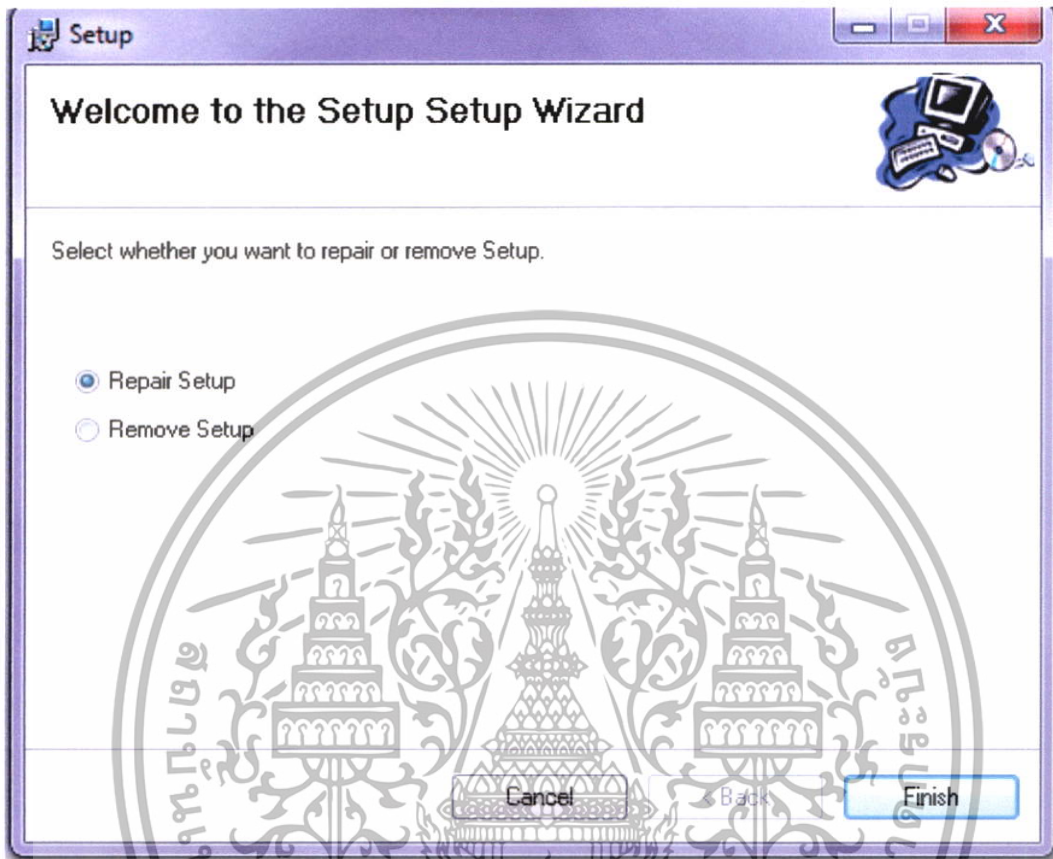 Setup
Welcome to the Setup Setup Wizard
Select whether you want to repair or remove Setup.
Repair Setup
Remove Setup
Cancel
< Back
Finish